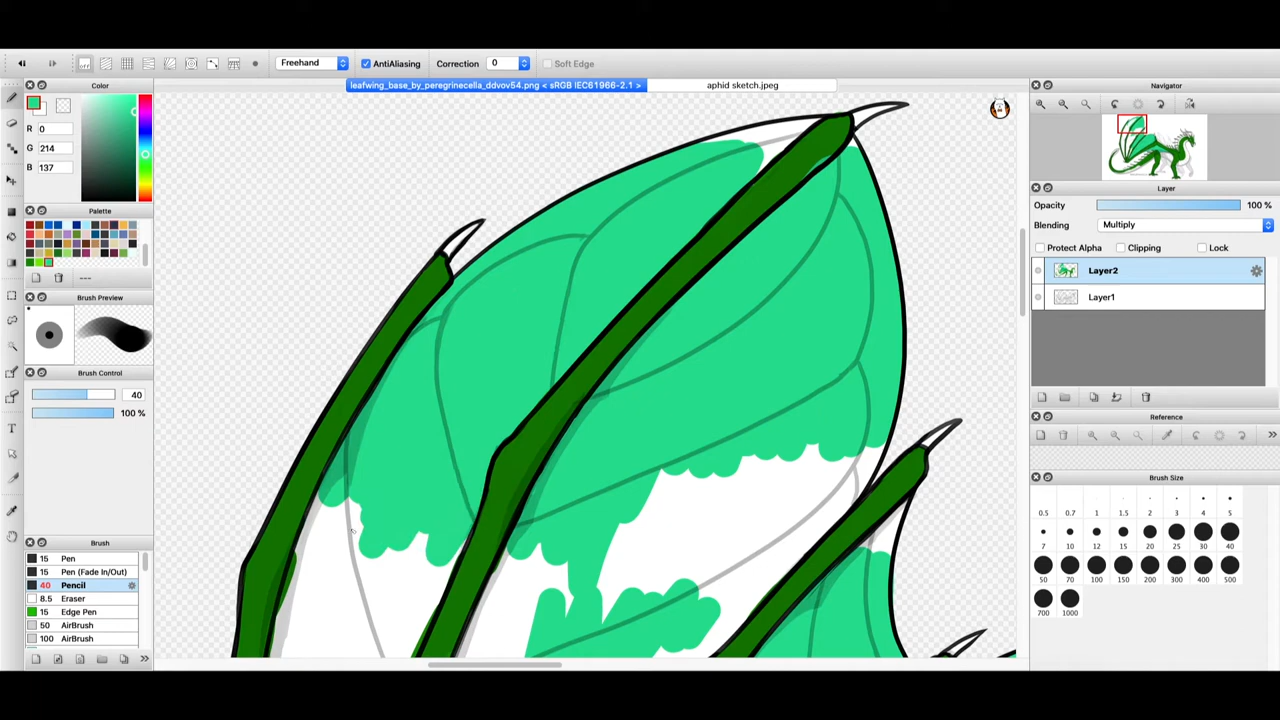 off
Freehand
AntiAliasing
Correction
0
Soft Edge
leafwing_base_by_peregrinecella_ddvov54.png < sRGB IEC61966-2.1 >
aphid sketch.jpeg
Color
R
0
G
214
B
137
Palette
---
Brush Preview
Brush Control
40
100 %
Brush
15 Pen
15 Pen (Fade In/Out)
40 Pencil
8.5 Eraser
15 Edge Pen
50 AirBrush
100 AirBrush
Navigator
Layer
Opacity
100 %
Blending
Multiply
Protect Alpha
Clipping
Lock
Layer2
Layer1
Reference
Brush Size
0.5 0.7 1 1.5 2 3 4 5
7 10 12 15 20 25 30 40
50 70 100 150 200 300 400 500
700 1000